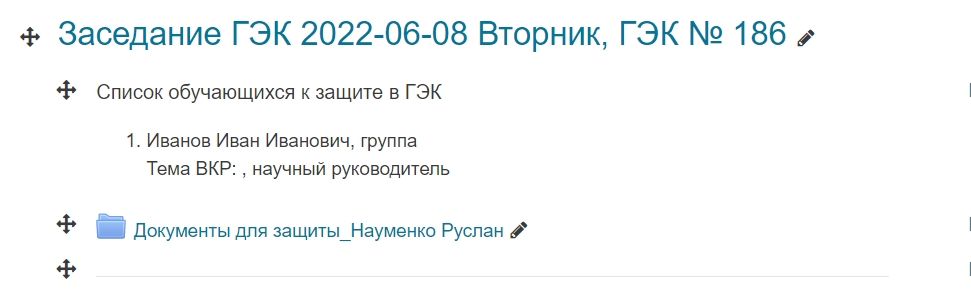 Заседание ГЭК 2022-06-08 Вторник, ГЭК № 186
Список обучающихся к защите в ГЭК
1. Иванов Иван Иванович, группа
Тема ВКР: , научный руководитель
Документы для защиты_Науменко Руслан